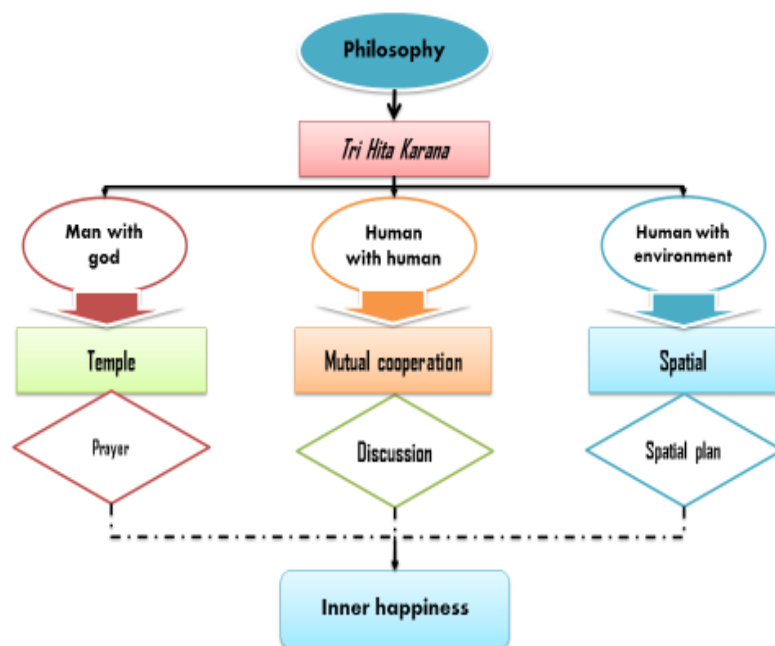 Philosophy
Tri Hita Karana
Man with
god
Human
with human
Human with
environment
Temple
Mutual cooperation
Spatial
Prayer
Discussion
Spatial plan
Inner happiness